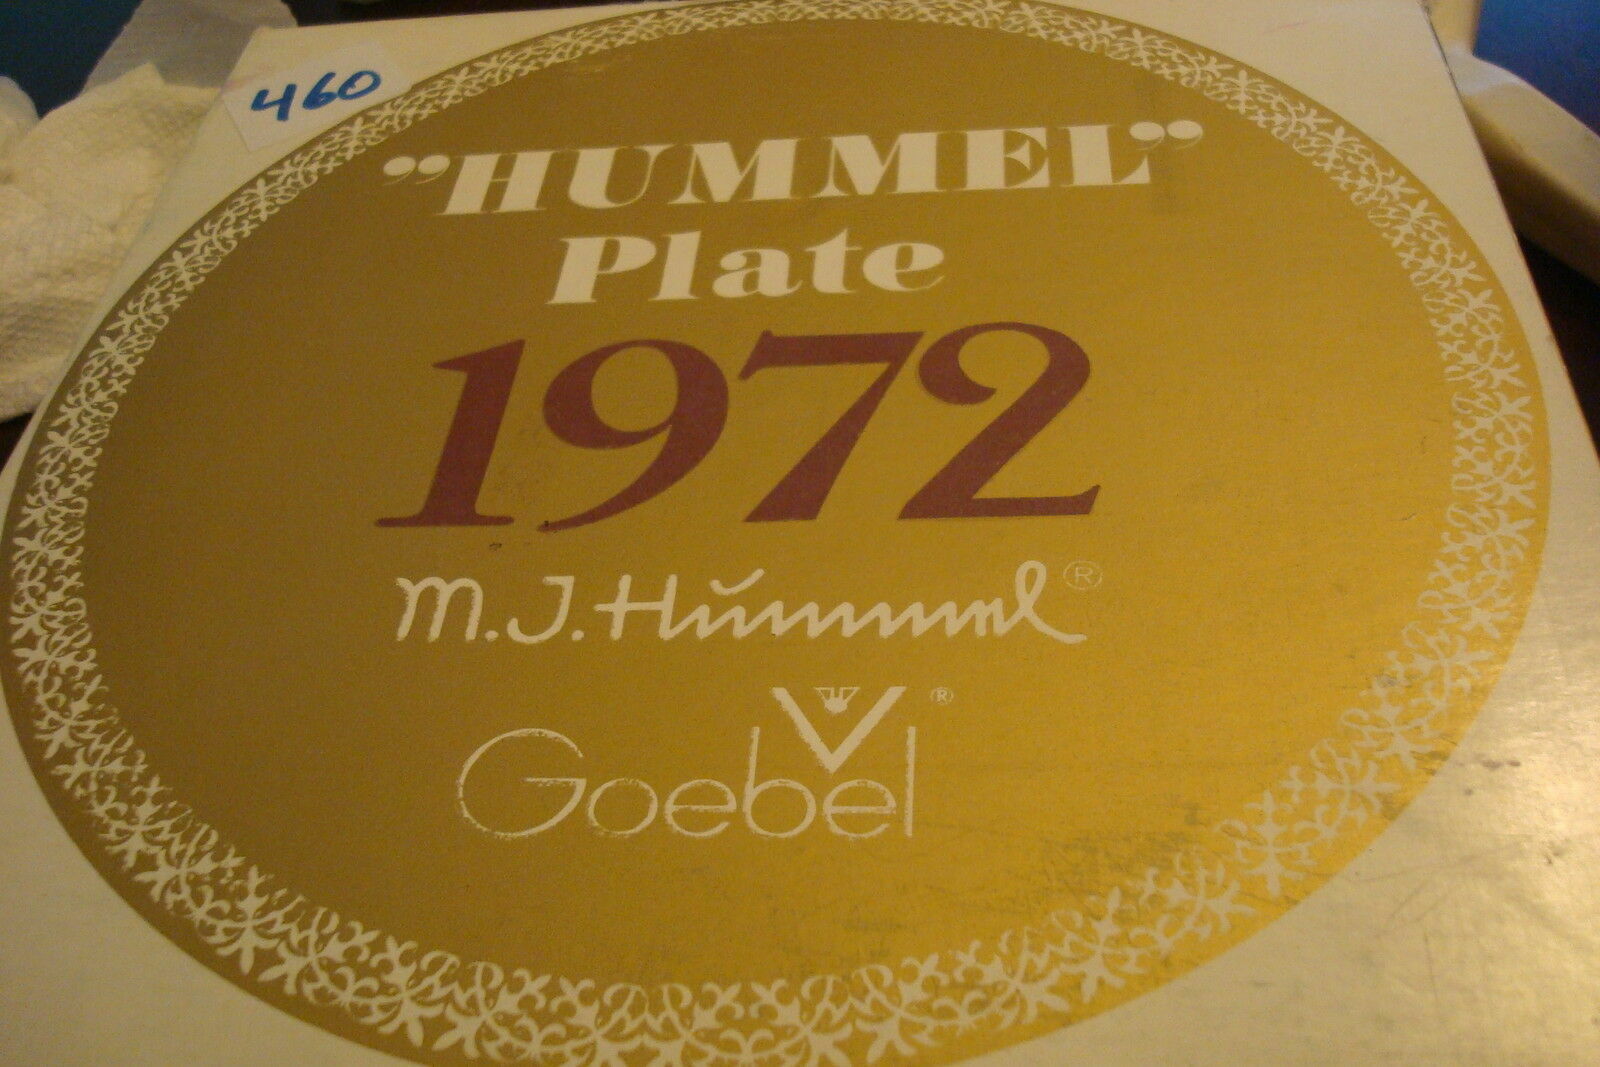 460
”HUMMEL”
Plate
1972
M.J.Hummel ®
Goebel ®